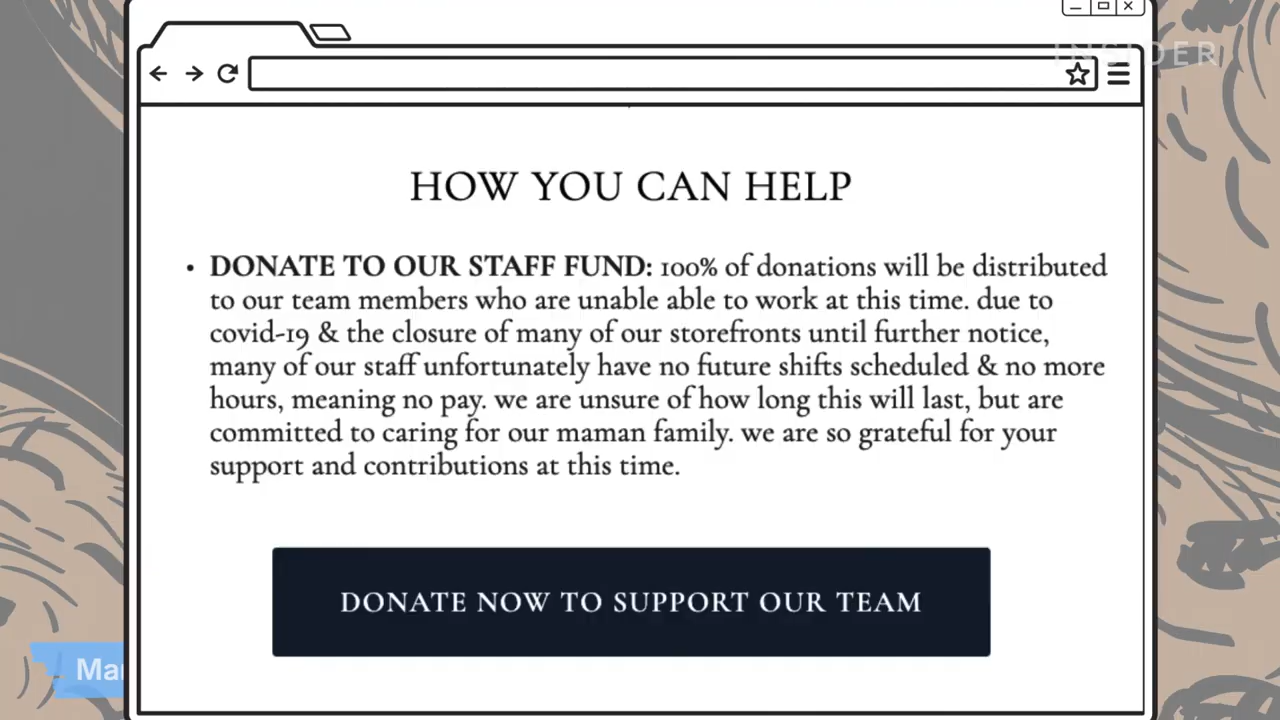 INSIDER
HOW YOU CAN HELP
• DONATE TO OUR STAFF FUND: 100% of donations will be distributed
to our team members who are unable able to work at this time. due to
covid-19 & the closure of many of our storefronts until further notice,
many of our staff unfortunately have no future shifts scheduled & no more
hours, meaning no pay. we are unsure of how long this will last, but are
committed to caring for our maman family. we are so grateful for your
support and contributions at this time.
DONATE NOW TO SUPPORT OUR TEAM